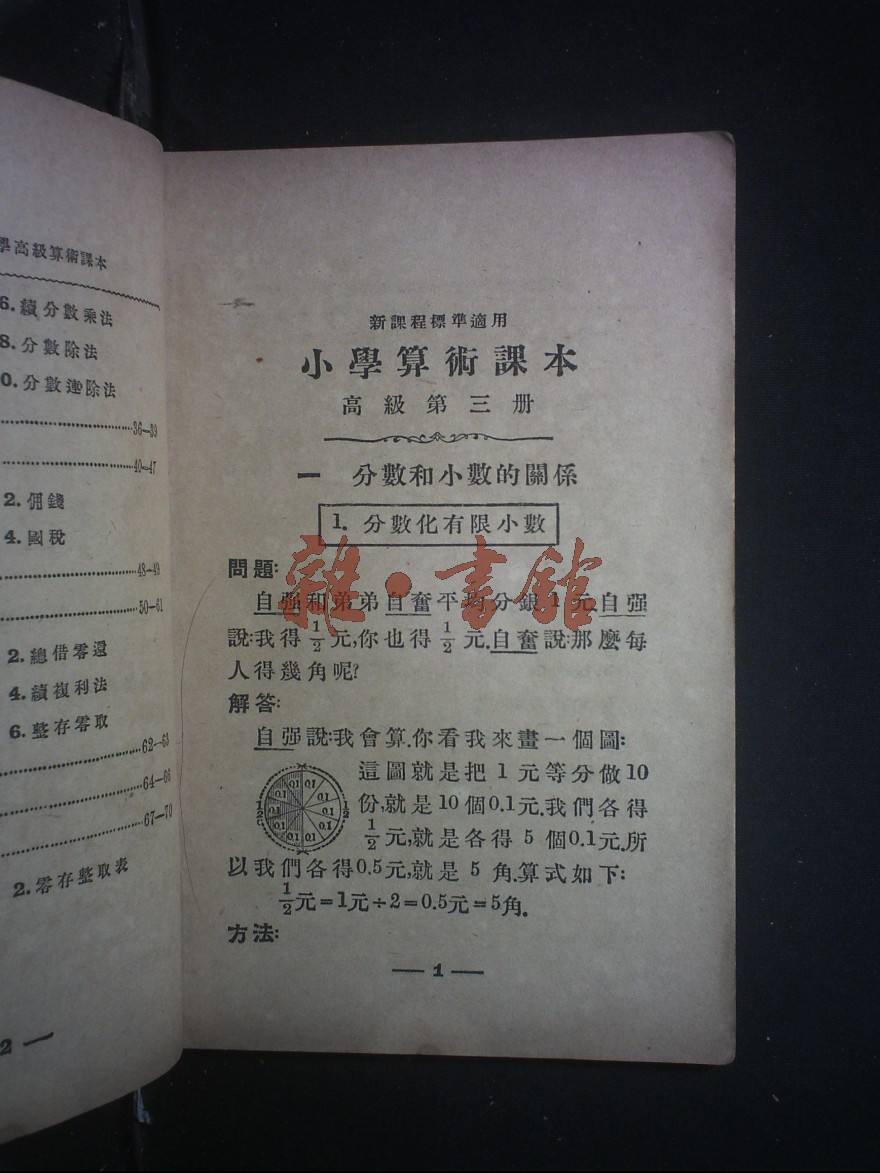 學高級算術課本
6. 續分數乘法
8. 分數除法
0. 分數連除法
36—39
40—47
2. 佣錢
4. 國稅
48—49
50—61
2. 總借零還
4. 續複利法
6. 整存零取
62—63
64—66
67—70
2. 零存整取表
2 —
新課程標準適用
小學算術課本
高級第三册
一 分數和小數的關係
1. 分數化有限小數
問題:
自强和弟弟自奮平均分銀1元.自强
說:我得 1/2 元,你也得 1/2 元.自奮說:那麼每
人得幾角呢?
解答:
自强說:我會算.你看我來畫一個圖:
這圖就是把 1 元等分做10
份,就是10個0.1元.我們各得
1/2 元,就是各得 5 個0.1元.所
以我們各得0.5元,就是 5 角.算式如下:
1/2元=1元÷2=0.5元=5角.
方法:
— 1 —
雜·書館